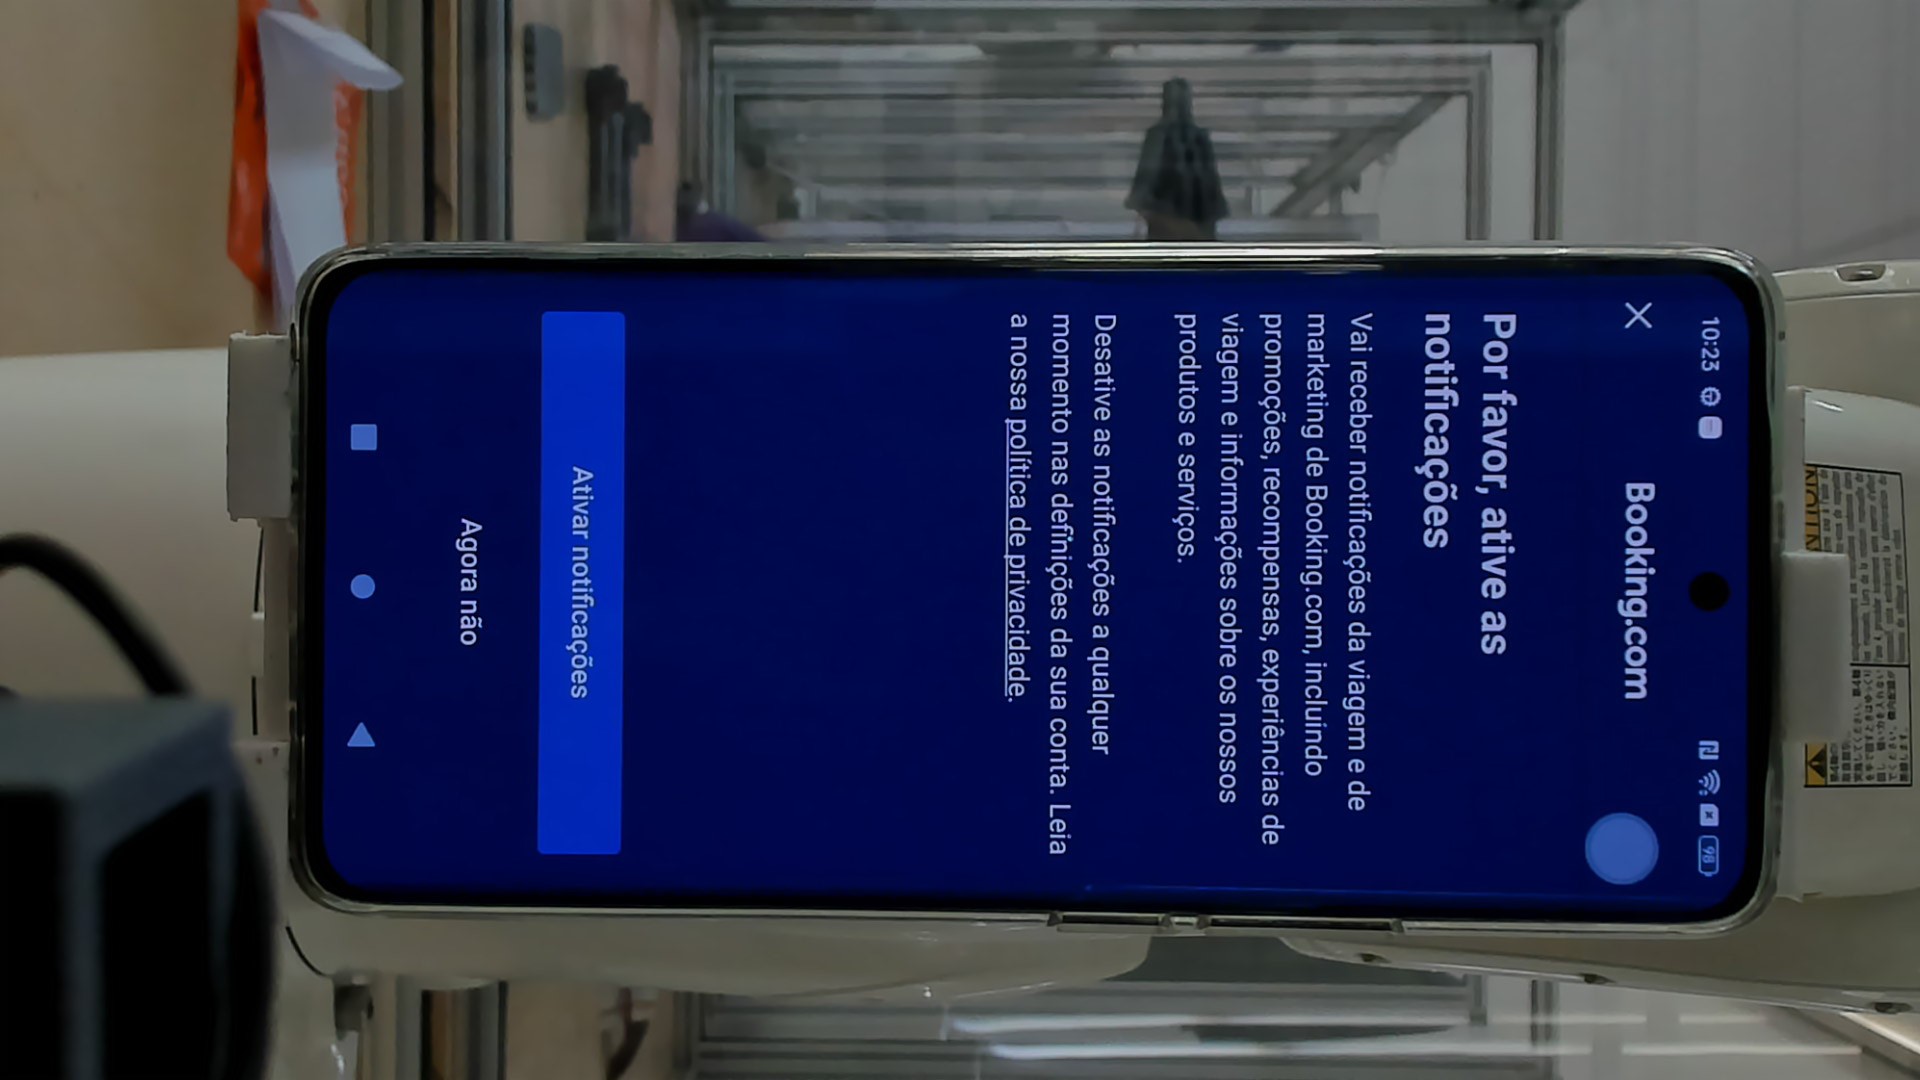 10:23
98
Booking.com
Por favor, ative as
notificações
Vai receber notificações da viagem e de
marketing de Booking.com, incluindo
promoções, recompensas, experiências de
viagem e informações sobre os nossos
produtos e serviços.
Desative as notificações a qualquer
momento nas definições da sua conta. Leia
a nossa política de privacidade.
Ativar notificações
Agora não